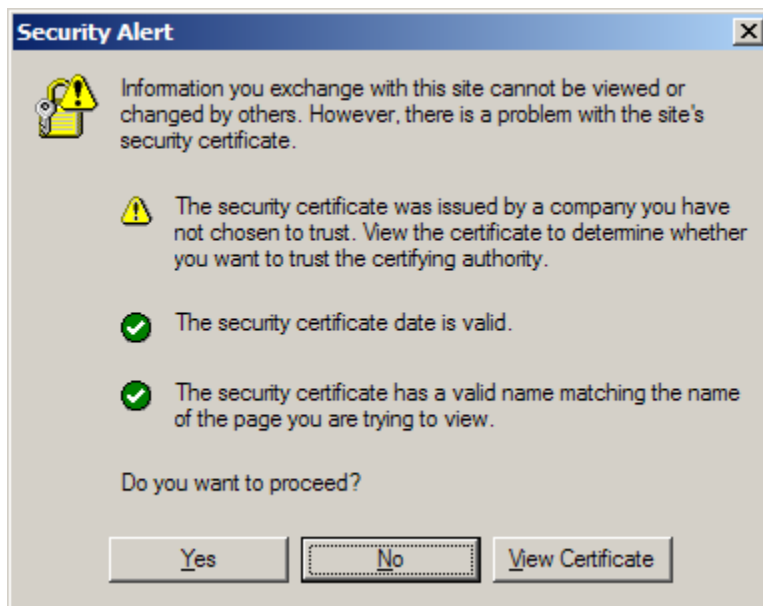 Security Alert
Information you exchange with this site cannot be viewed or
changed by others. However, there is a problem with the site's
security certificate.
The security certificate was issued by a company you have
not chosen to trust. View the certificate to determine whether
you want to trust the certifying authority.
The security certificate date is valid.
The security certificate has a valid name matching the name
of the page you are trying to view.
Do you want to proceed?
Yes No View Certificate